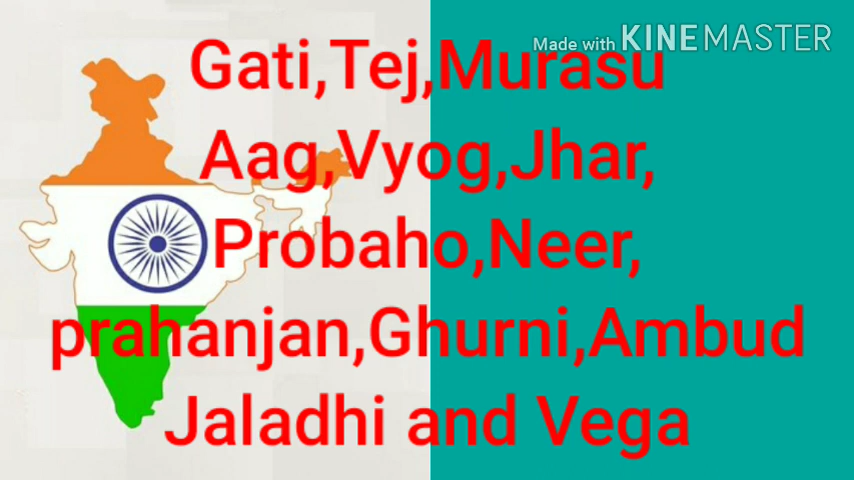 Made with KINEMASTER
Gati,Tej,Murasu
Aag,Vyog,Jhar,
Probaho,Neer,
prahanjan,Ghurni,Ambud
Jaladhi and Vega